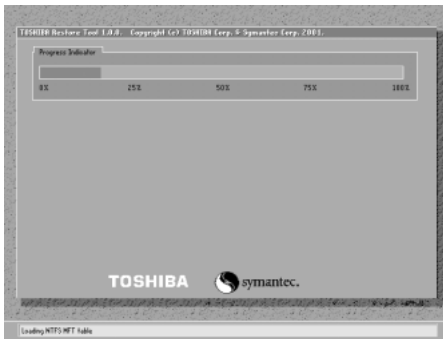 TOSHIBA Restore Tool 1.0.0. Copyright (c) TOSHIBA Corp. & Symantec Corp. 2001.
Progress Indicator
0% 25% 50% 75% 100%
TOSHIBA symantec.
Loading NTFS MFT table